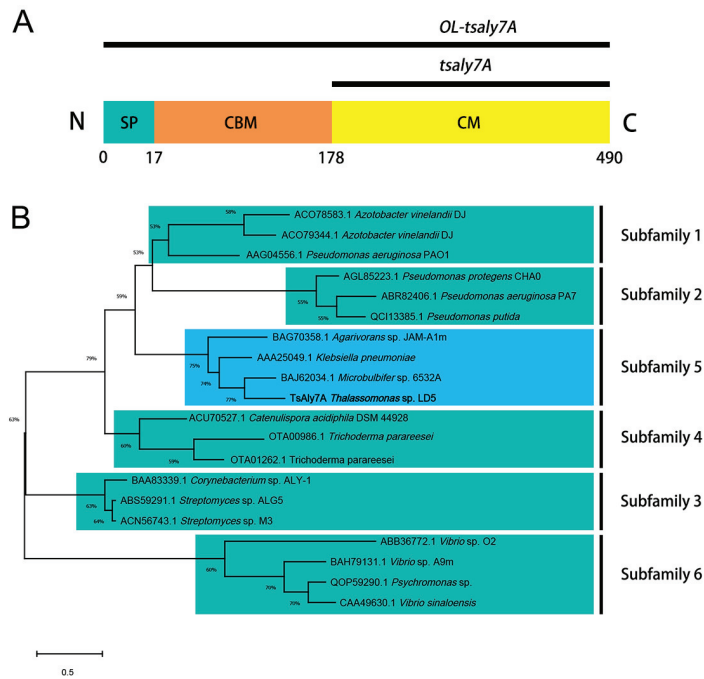 A
OL-tsaly7A
tsaly7A
N SP CBM CM C
0 17 178 490
B
58% ACO78583.1 Azotobacter vinelandii DJ
53% ACO79344.1 Azotobacter vinelandii DJ
Subfamily 1
53% AAG04556.1 Pseudomonas aeruginosa PAO1
AGL85223.1 Pseudomonas protegens CHA0
59% 55% ABR82406.1 Pseudomonas aeruginosa PA7
Subfamily 2
55% QCI13385.1 Pseudomonas putida
BAG70358.1 Agarivorans sp. JAM-A1m
79% 75% AAA25049.1 Klebsiella pneumoniae
Subfamily 5
74% BAJ62034.1 Microbulbifer sp. 6532A
77% TsAly7A Thalassomonas sp. LD5
63% ACU70527.1 Catenulispora acidiphila DSM 44928
60% OTA00986.1 Trichoderma parareesei
Subfamily 4
59% OTA01262.1 Trichoderma parareesei
BAA83339.1 Corynebacterium sp. ALY-1
63% ABS59291.1 Streptomyces sp. ALG5
Subfamily 3
64% ACN56743.1 Streptomyces sp. M3
ABB36772.1 Vibrio sp. O2
60% BAH79131.1 Vibrio sp. A9m
Subfamily 6
70% QOP59290.1 Psychromonas sp.
70% CAA49630.1 Vibrio sinaloensis
0.5